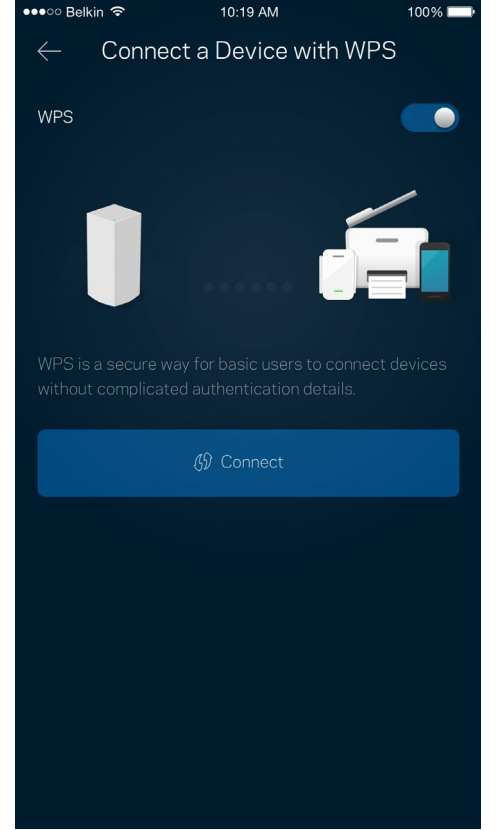 Belkin 10:19 AM 100%
Connect a Device with WPS
WPS
WPS is a secure way for basic users to connect devices
without complicated authentication details.
Connect